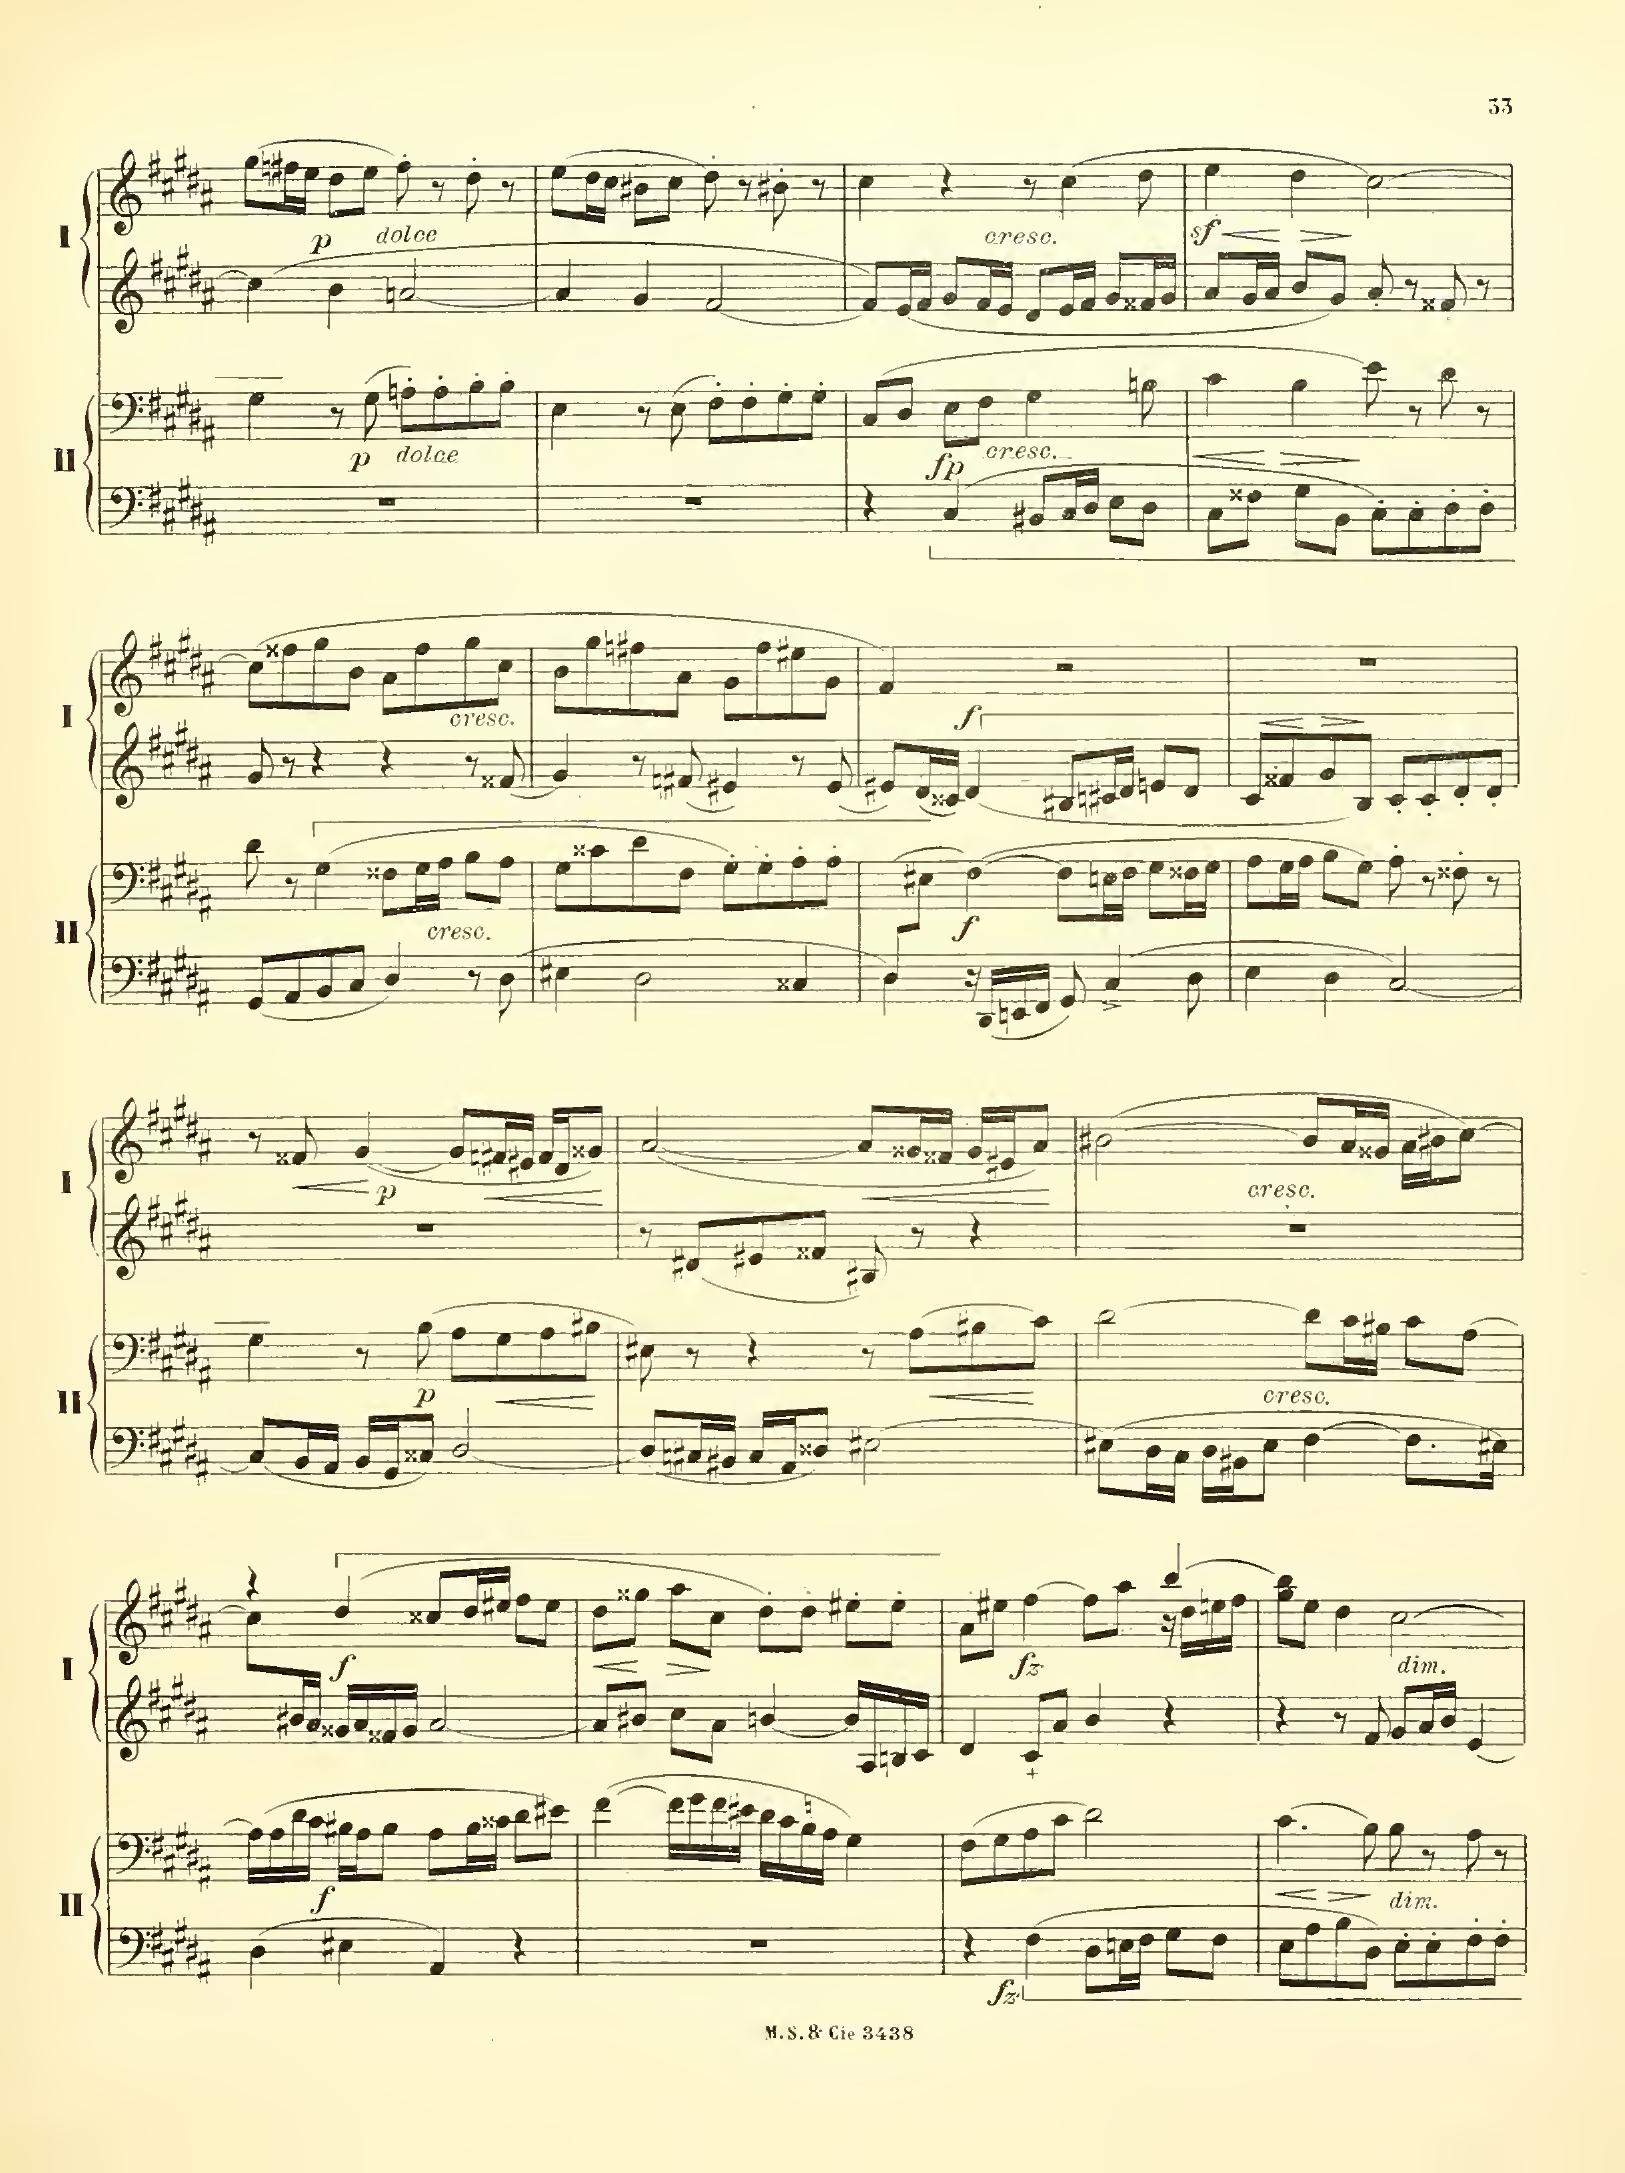 33
I
p dolce cresc. sf
II
p dolce fp cresc.
I
cresc. f
II
cresc. f
I
p cresc.
II
p cresc.
I
f fz dim.
II
f fz dim.
M.S.& Cie 3438